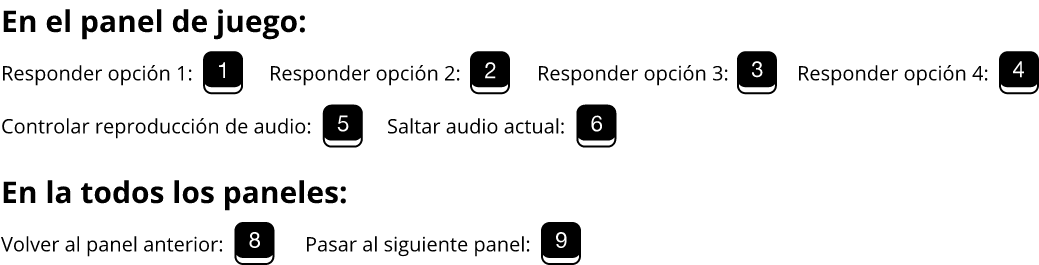 En el panel de juego:
Responder opción 1: 1 Responder opción 2: 2 Responder opción 3: 3 Responder opción 4: 4
Controlar reproducción de audio: 5 Saltar audio actual: 6
En la todos los paneles:
Volver al panel anterior: 8 Pasar al siguiente panel: 9